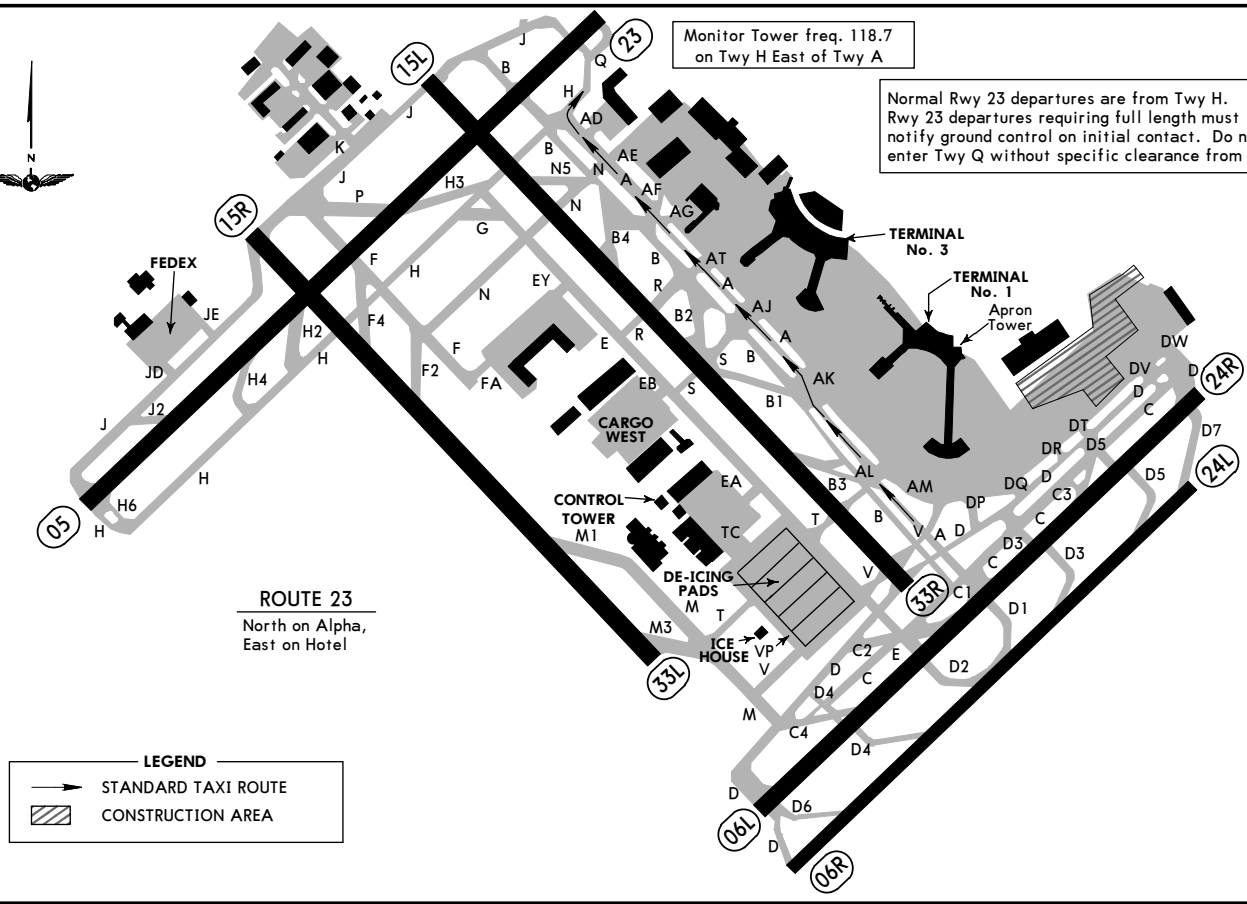 J
23
Q
Monitor Tower freq. 118.7
on Twy H East of Twy A
15L
B
H
AD
Normal Rwy 23 departures are from Twy H.
Rwy 23 departures requiring full length must
notify ground control on initial contact. Do n
enter Twy Q without specific clearance from
J
K
B
AE
N
H3
N5
N
A
J
P
AF
N
AG
15R
G
B4
TERMINAL
No. 3
FEDEX
F
H
B
AT
EY
R
A
TERMINAL
No. 1
N
Apron
Tower
JE
F4
B2
AJ
H2
R
A
H
E
S
B
DW
F
F2
DV
D
24R
JD
H4
FA
EB
S
AK
D
C
J2
B1
J
CARGO
WEST
DT
D7
DR
D5
AL
24L
H
EA
B3
AM
DQ
D
D5
C3
CONTROL
TOWER
H6
DP
05
M1
TC
T
B
V
A
D
C
H
D3
D3
DE-ICING
PADS
V
C
33R
C1
ROUTE 23
North on Alpha,
East on Hotel
M
T
D1
M3
ICE
HOUSE
VP
C2
E
V
D
C
D2
33L
D4
M
C4
D4
LEGEND
STANDARD TAXI ROUTE
CONSTRUCTION AREA
D
D6
06L
D
06R